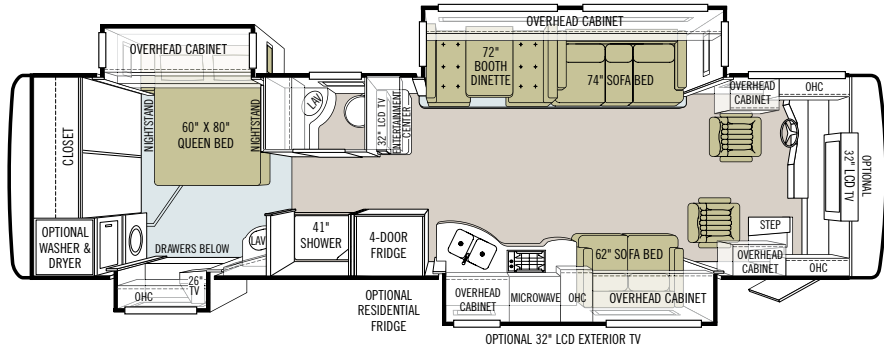 OVERHEAD CABINET
OVERHEAD CABINET
72"
BOOTH
DINETTE
74" SOFA BED
OVERHEAD
CABINET
OHC
CLOSET
NIGHTSTAND
60" X 80"
QUEEN BED
NIGHTSTAND
LAV
32" LCD TV
ENTERTAINMENT
CENTER
OPTIONAL
32" LCD TV
OPTIONAL
WASHER &
DRYER
DRAWERS BELOW
LAV
41"
SHOWER
4-DOOR
FRIDGE
62" SOFA BED
STEP
OVERHEAD
CABINET
OHC
OHC
26"
TV
OPTIONAL
RESIDENTIAL
FRIDGE
OVERHEAD
CABINET
MICROWAVE
OHC
OVERHEAD CABINET
OPTIONAL 32" LCD EXTERIOR TV